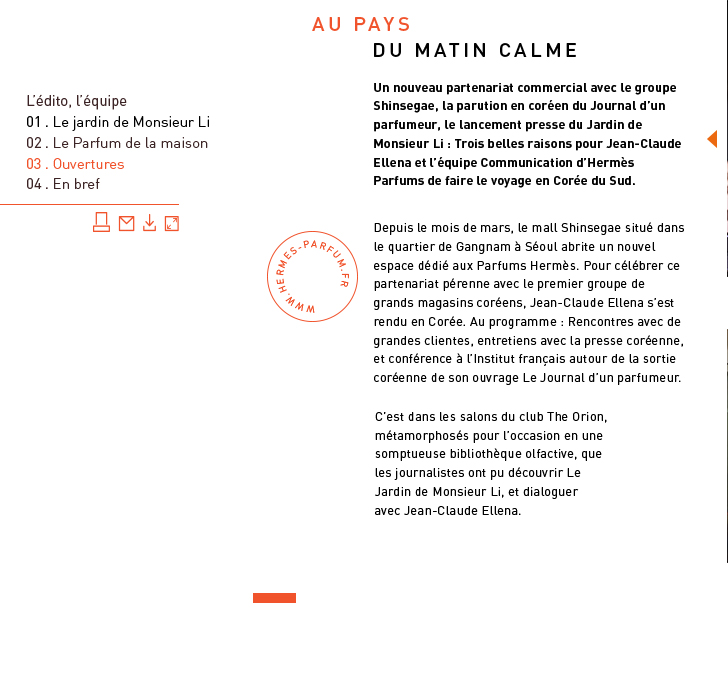 AU PAYS
DU MATIN CALME
L'édito, l'équipe
01 . Le jardin de Monsieur Li
02 . Le Parfum de la maison
03 . Ouvertures
04 . En bref
WWW.HERMES-PARFUM.FR
Un nouveau partenariat commercial avec le groupe
Shinsegae, la parution en coréen du Journal d'un
parfumeur, le lancement presse du Jardin de
Monsieur Li : Trois belles raisons pour Jean-Claude
Ellena et l'équipe Communication d'Hermès
Parfums de faire le voyage en Corée du Sud.
Depuis le mois de mars, le mall Shinsegae situé dans
le quartier de Gangnam à Séoul abrite un nouvel
espace dédié aux Parfums Hermès. Pour célébrer ce
partenariat pérenne avec le premier groupe de
grands magasins coréens, Jean-Claude Ellena s'est
rendu en Corée. Au programme : Rencontres avec de
grandes clientes, entretiens avec la presse coréenne,
et conférence à l'Institut français autour de la sortie
coréenne de son ouvrage Le Journal d'un parfumeur.
C'est dans les salons du club The Orion,
métamorphosés pour l'occasion en une
somptueuse bibliothèque olfactive, que
les journalistes ont pu découvrir Le
Jardin de Monsieur Li, et dialoguer
avec Jean-Claude Ellena.